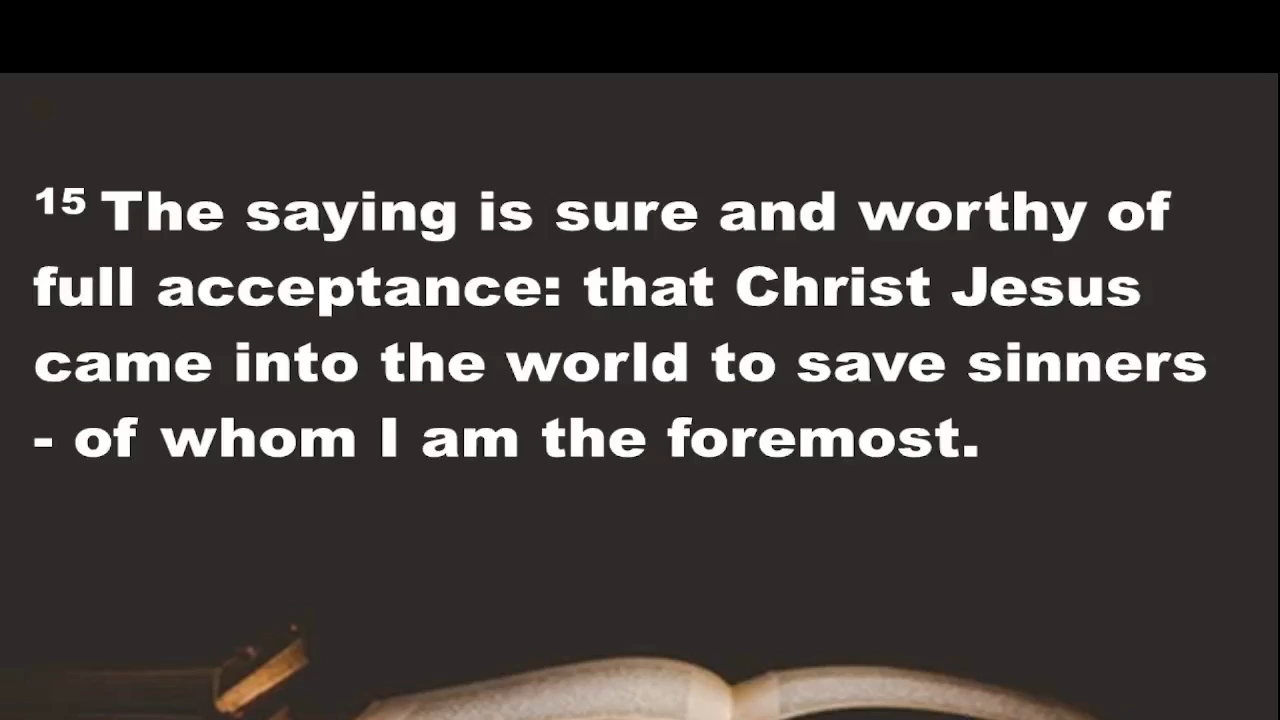 15 The saying is sure and worthy of
full acceptance: that Christ Jesus
came into the world to save sinners
- of whom I am the foremost.